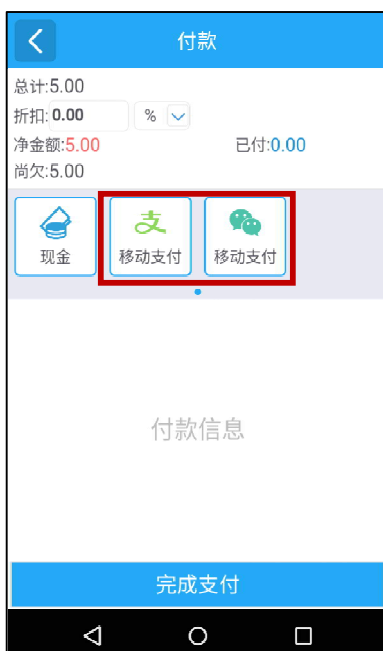 付款
总计:5.00
折扣: 0.00 %
净金额:5.00 已付:0.00
尚欠:5.00
支
现金 移动支付 移动支付
付款信息
完成支付